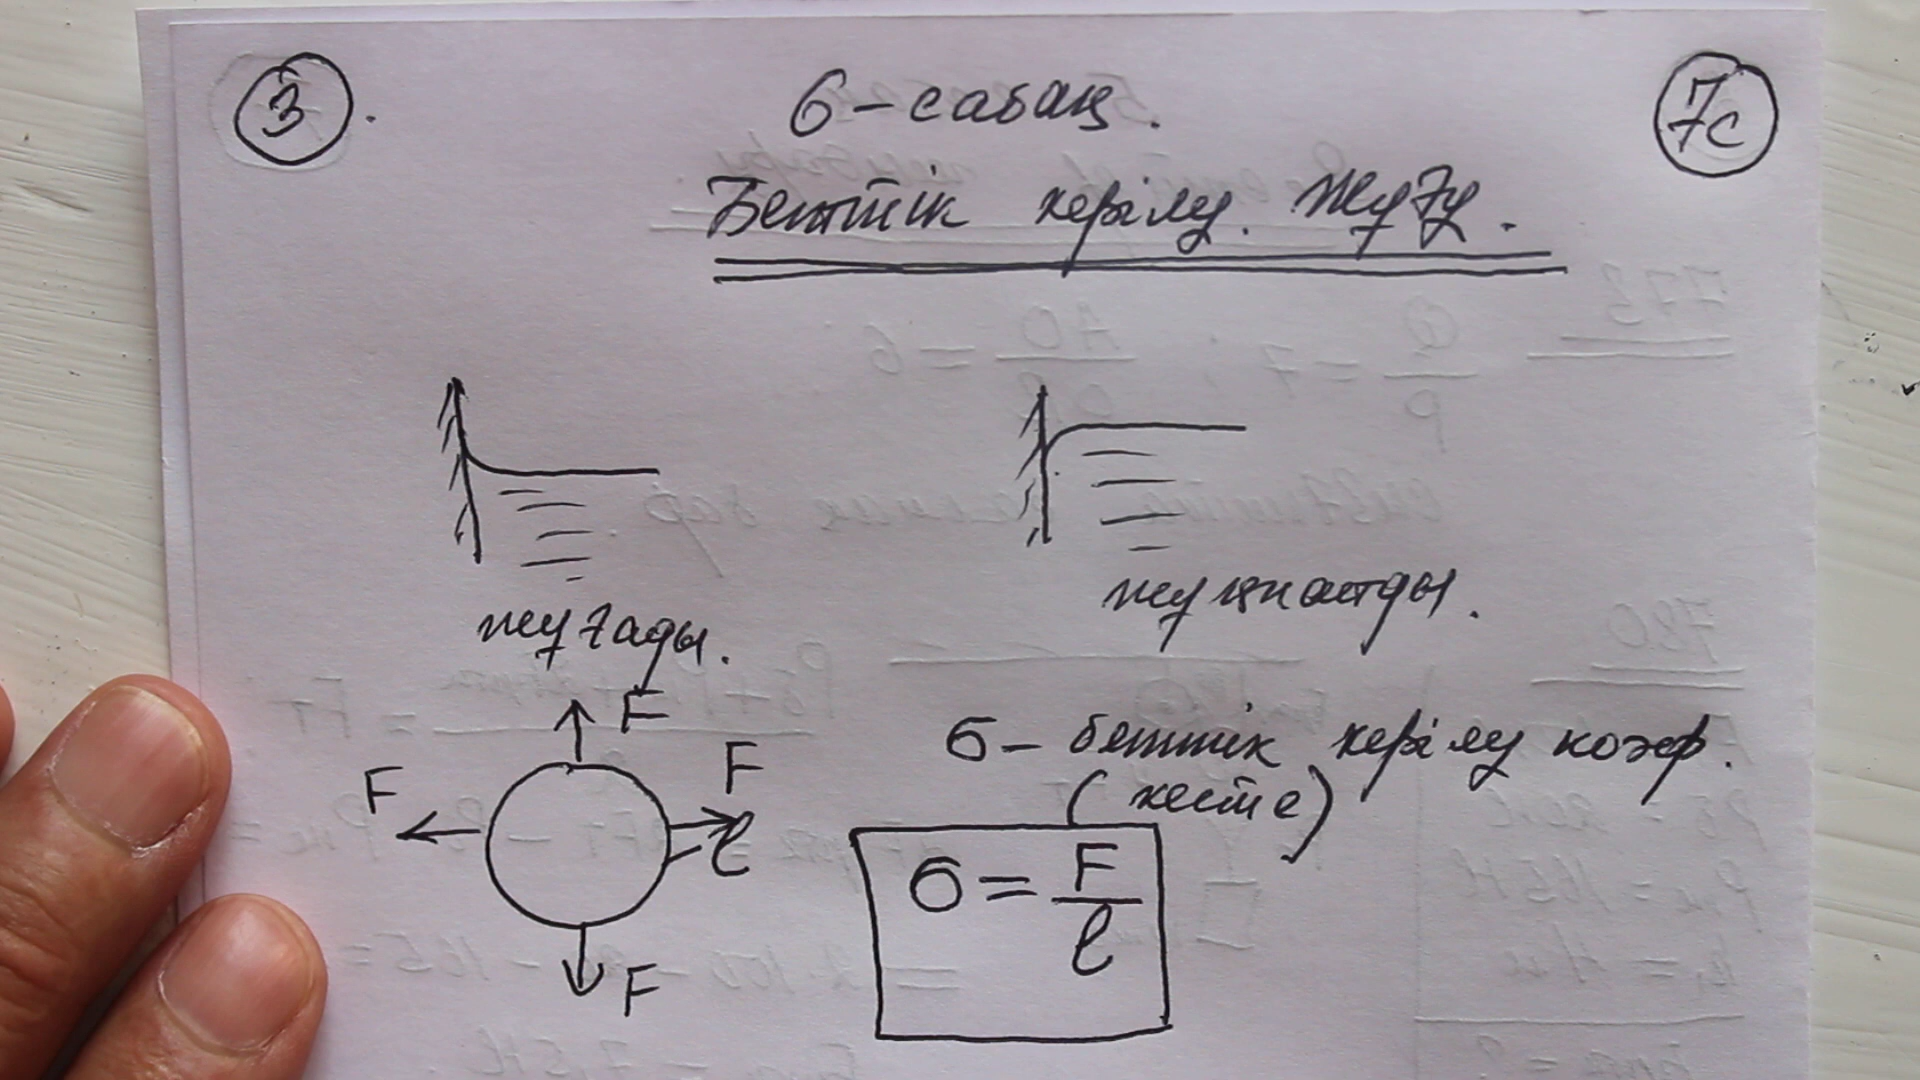 3.
6-сабақ.
7с
Беттік керілу. Жұғу.
жұғады.
жұқпайды.
F
F
F
l
F
σ - беттік керілу коэф.
(кесте)
σ = F/l